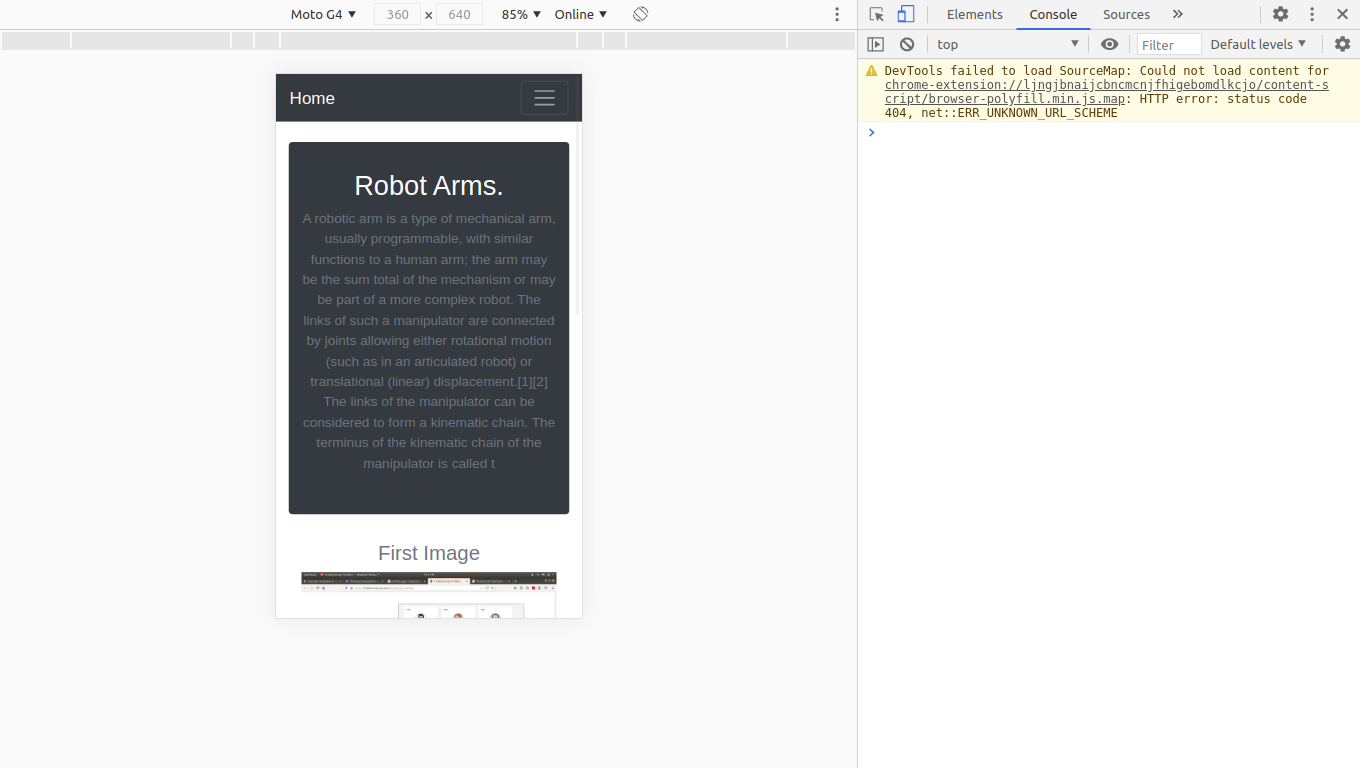 Moto G4 360 × 640 85% Online
Elements Console Sources
top Filter Default levels
DevTools failed to load SourceMap: Could not load content for
chrome-extension://ljngjbnaijcbncmcnjfhigebomdlkcjo/content-s
cript/browser-polyfill.min.js.map: HTTP error: status code
404, net::ERR_UNKNOWN_URL_SCHEME
Home
Robot Arms.
A robotic arm is a type of mechanical arm,
usually programmable, with similar
functions to a human arm; the arm may
be the sum total of the mechanism or may
be part of a more complex robot. The
links of such a manipulator are connected
by joints allowing either rotational motion
(such as in an articulated robot) or
translational (linear) displacement.[1][2]
The links of the manipulator can be
considered to form a kinematic chain. The
terminus of the kinematic chain of the
manipulator is called t
First Image